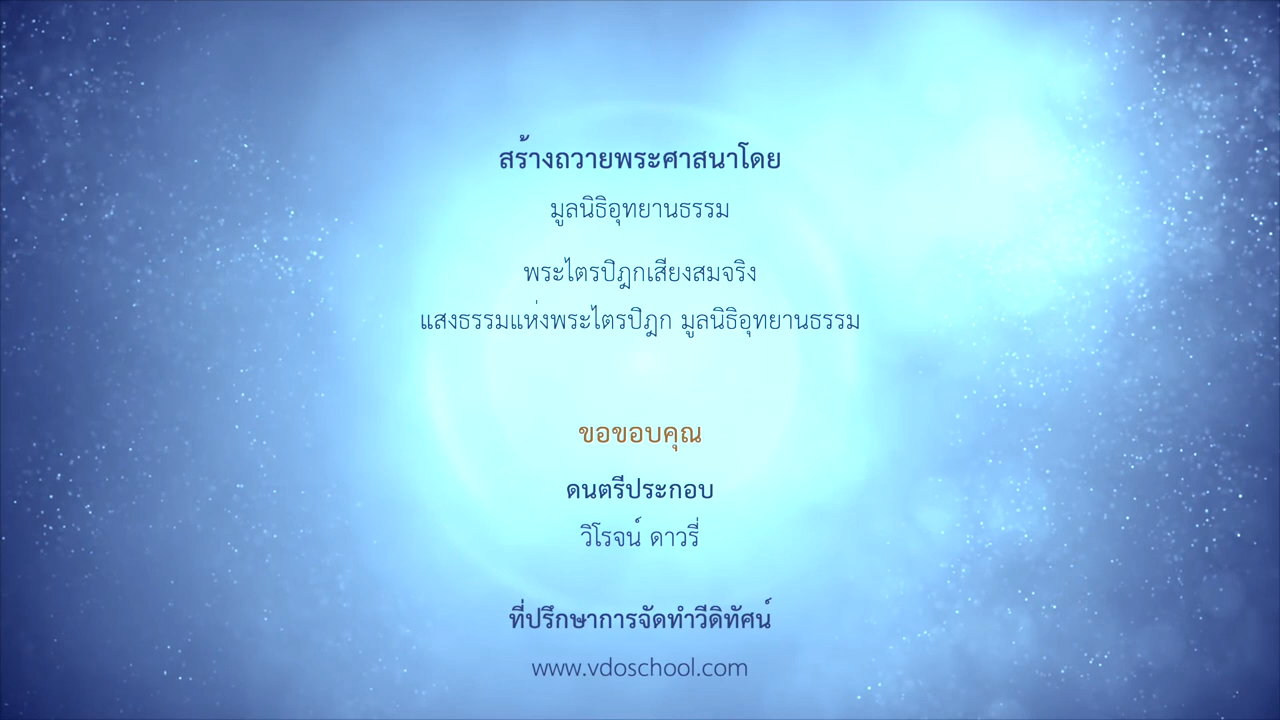 สร้างถวายพระศาสนาโดย
มูลนิธิอุทยานธรรม
พระไตรปิฎกเสียงสมจริง
แสงธรรมแห่งพระไตรปิฎก มูลนิธิอุทยานธรรม
ขอขอบคุณ
ดนตรีประกอบ
วิโรจน์ ดาวรี่
ที่ปรึกษาการจัดทำวีดิทัศน์
www.vdoschool.com